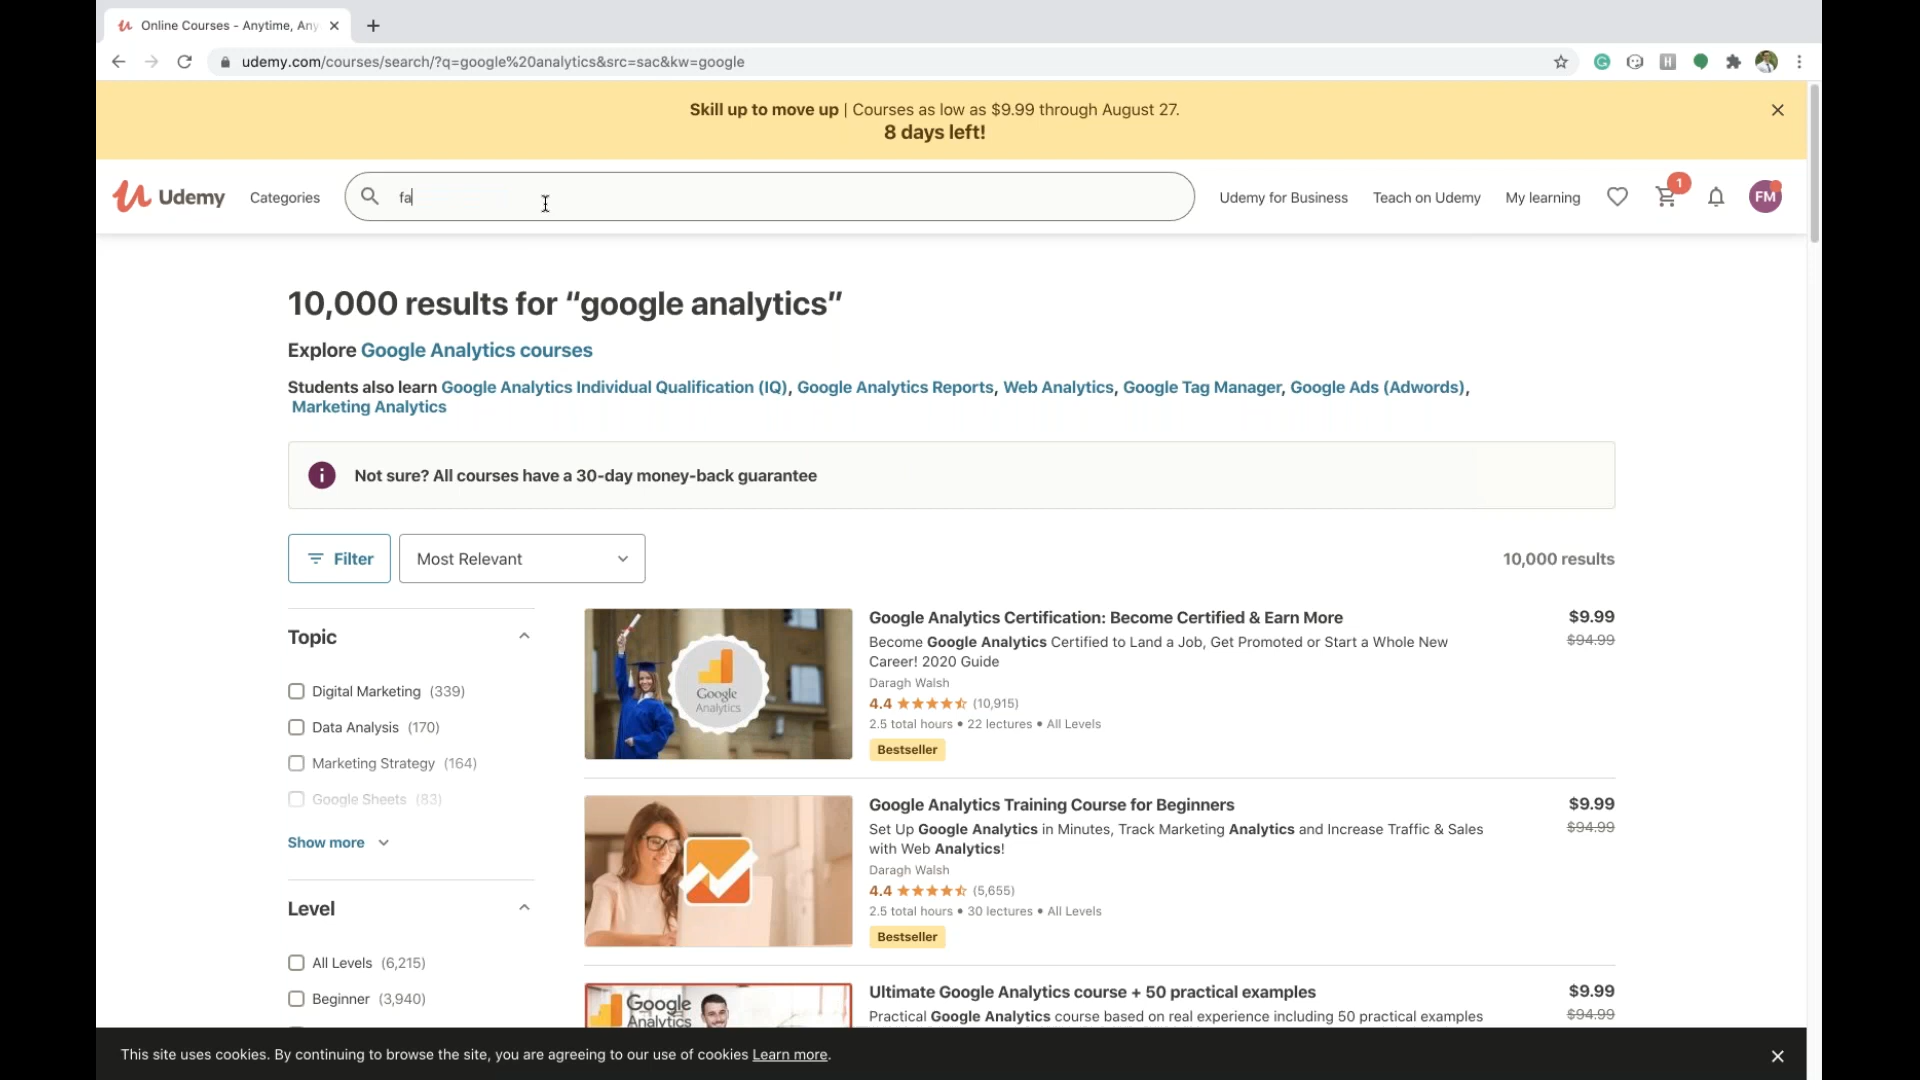 Online Courses - Anytime, Any
udemy.com/courses/search/?q=google%20analytics&src=sac&kw=google
Skill up to move up | Courses as low as $9.99 through August 27.
8 days left!
Udemy
Categories
fa
Udemy for Business
Teach on Udemy
My learning
1
FM
10,000 results for “google analytics”
Explore Google Analytics courses
Students also learn Google Analytics Individual Qualification (IQ), Google Analytics Reports, Web Analytics, Google Tag Manager, Google Ads (Adwords),
Marketing Analytics
Not sure? All courses have a 30-day money-back guarantee
Filter
Most Relevant
10,000 results
Topic
Digital Marketing (339)
Data Analysis (170)
Marketing Strategy (164)
Google Sheets (83)
Show more
Level
All Levels (6,215)
Beginner (3,940)
Google
Analytics
Google Analytics Certification: Become Certified & Earn More
$9.99
Become Google Analytics Certified to Land a Job, Get Promoted or Start a Whole New
$94.99
Career! 2020 Guide
Daragh Walsh
4.4 (10,915)
2.5 total hours • 22 lectures • All Levels
Bestseller
Google Analytics Training Course for Beginners
$9.99
Set Up Google Analytics in Minutes, Track Marketing Analytics and Increase Traffic & Sales
$94.99
with Web Analytics!
Daragh Walsh
4.4 (5,655)
2.5 total hours • 30 lectures • All Levels
Bestseller
Google
Analytics
Ultimate Google Analytics course + 50 practical examples
$9.99
Practical Google Analytics course based on real experience including 50 practical examples
$94.99
This site uses cookies. By continuing to browse the site, you are agreeing to our use of cookies Learn more.